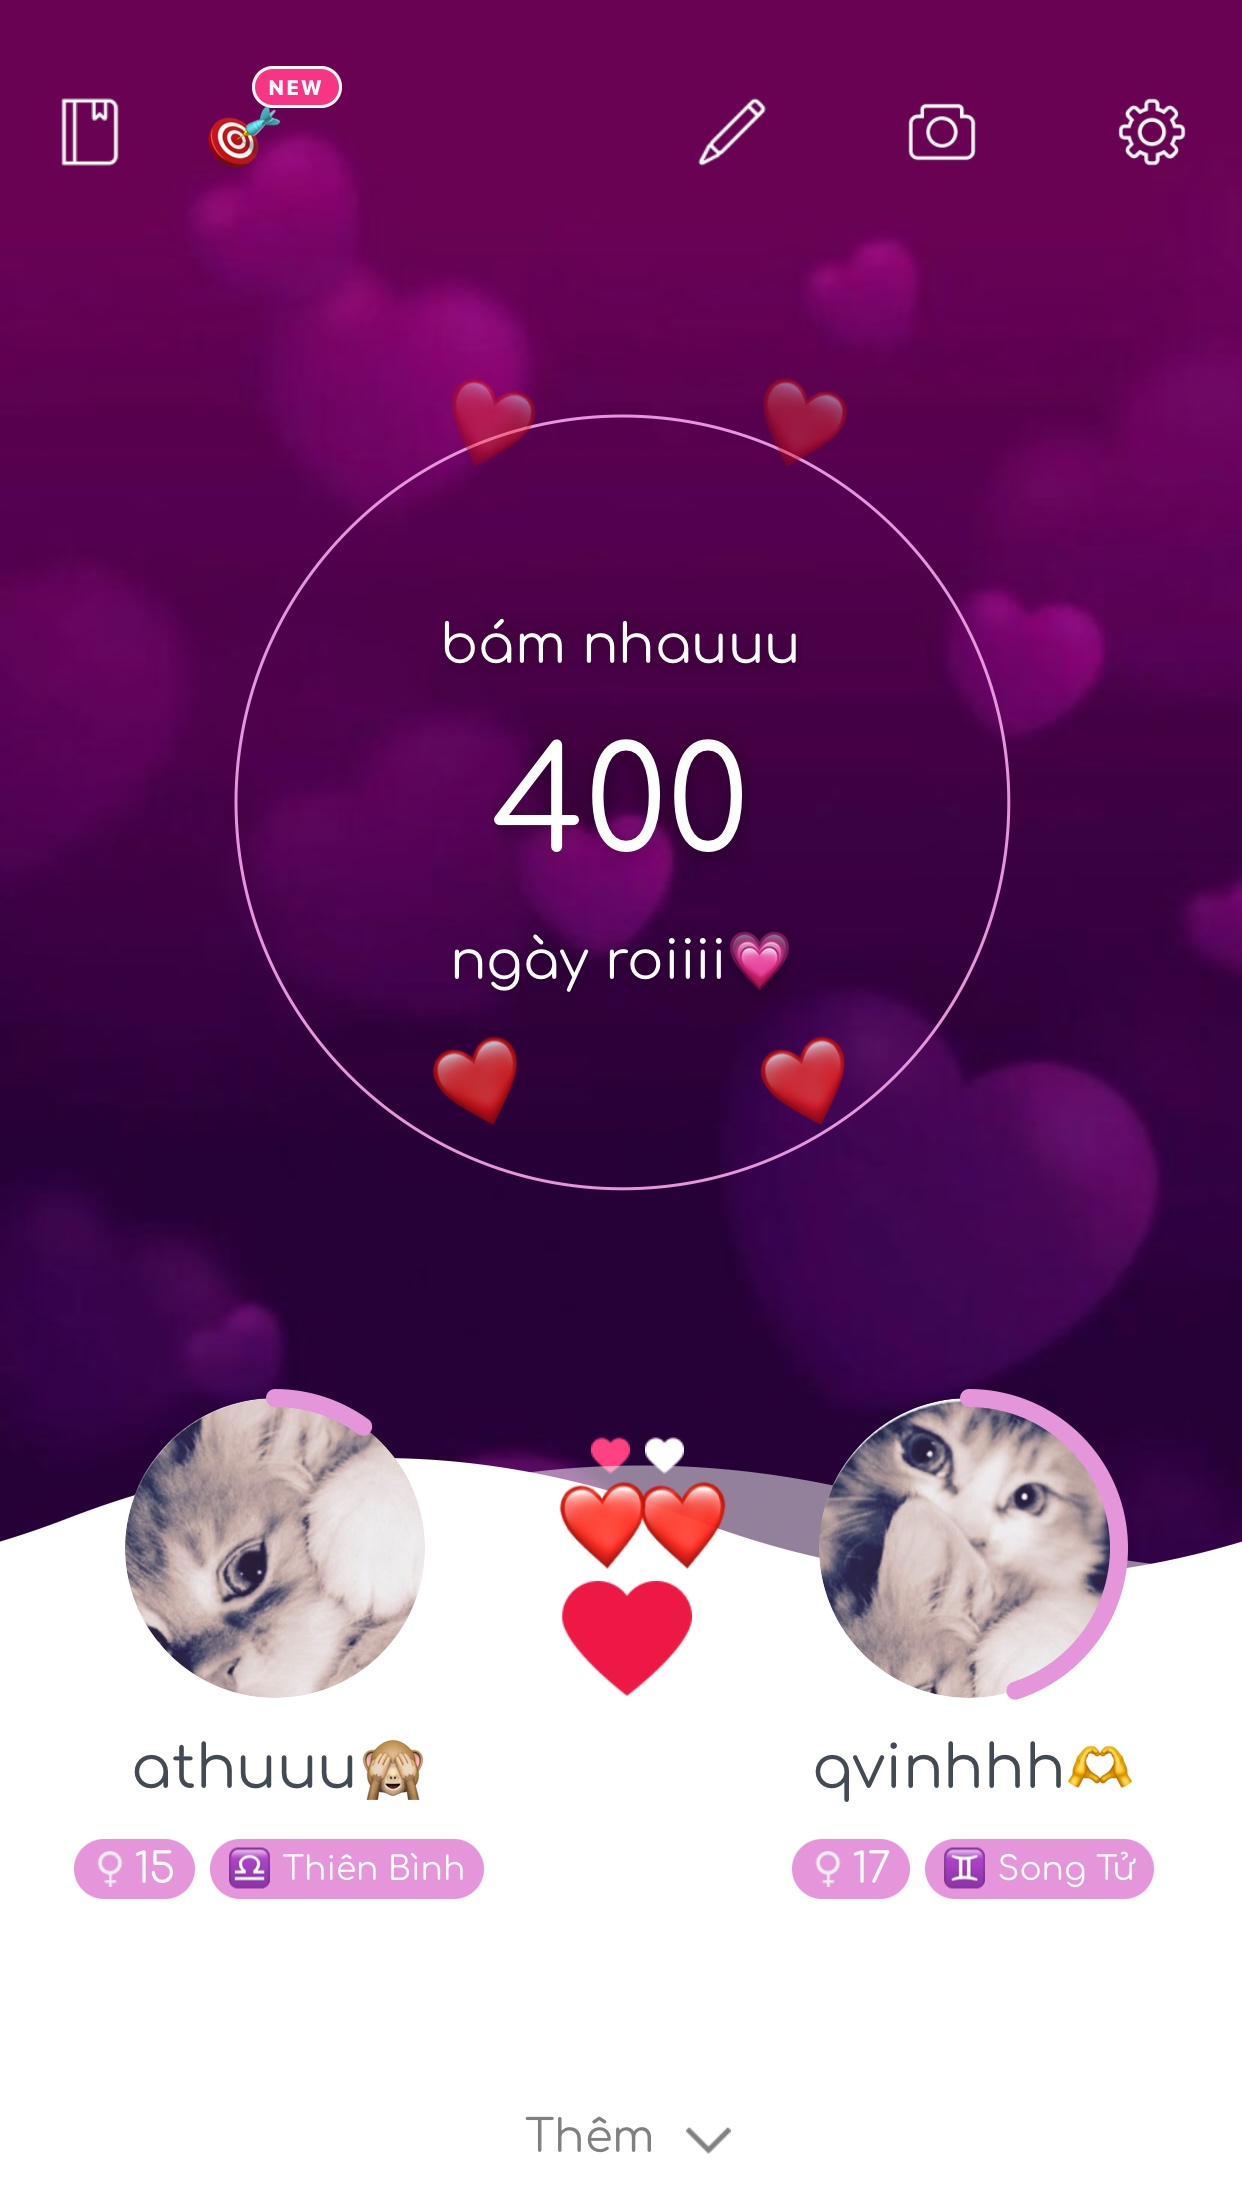 NEW
bám nhauuu
400
ngày roiiii💗
athuuu🙈
qvinhhh🫶
♀ 15 ♎ Thiên Bình
♀ 17 ♊ Song Tử
Thêm